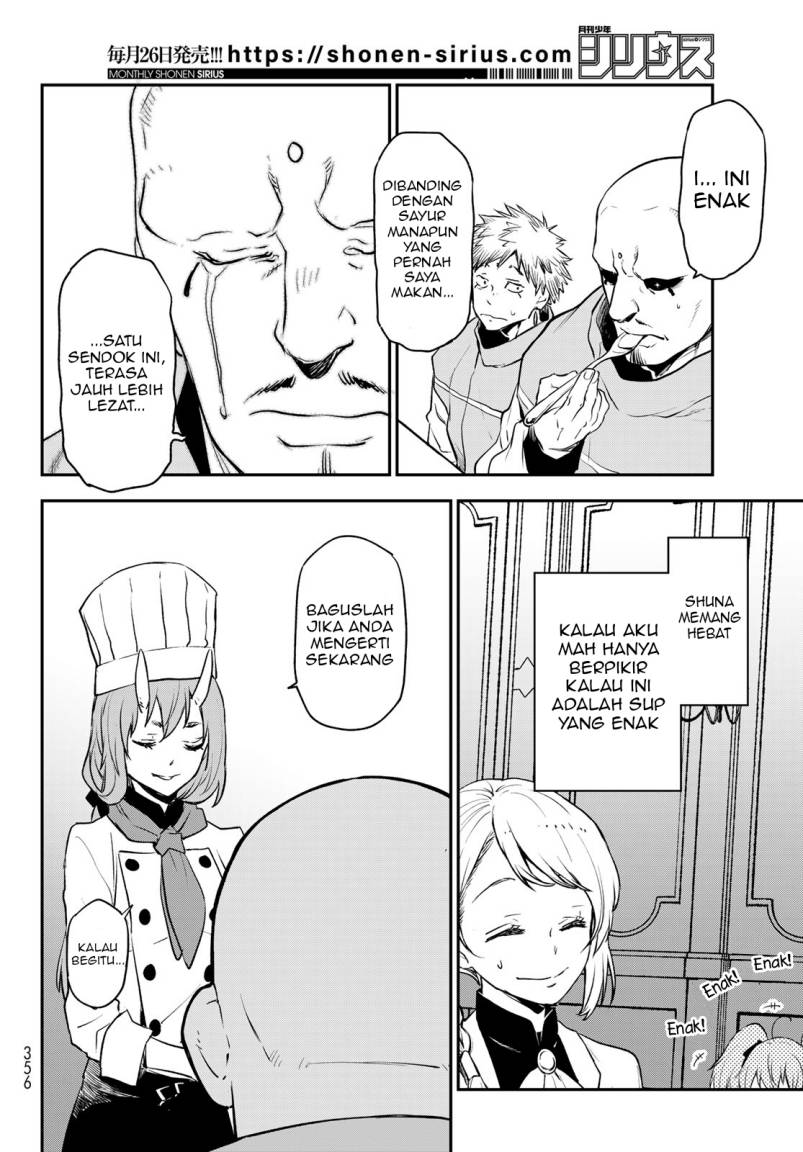 毎月26日発売!!! https://shonen-sirius.com
MONTHLY SHONEN SIRIUS
月刊少年
シリウス
I... INI
ENAK
DIBANDING
DENGAN
SAYUR
MANAPUN
YANG
PERNAH
SAYA
MAKAN...
...SATU
SENDOK INI,
TERASA
JAUH LEBIH
LEZAT...
SHUNA
MEMANG
HEBAT
KALAU AKU
MAH HANYA
BERPIKIR
KALAU INI
ADALAH SUP
YANG ENAK
Enak!
Enak!
Enak!
BAGUSLAH
JIKA ANDA
MENGERTI
SEKARANG
KALAU
BEGITU...
356